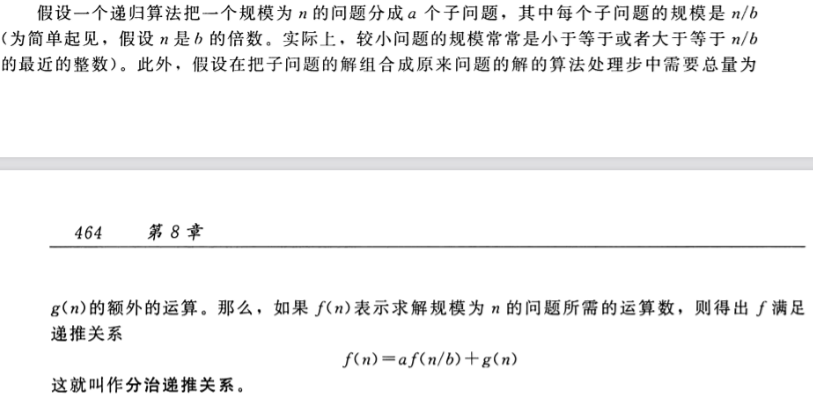 假设一个递归算法把一个规模为 n 的问题分成 a 个子问题，其中每个子问题的规模是 n/b
（为简单起见，假设 n 是 b 的倍数。实际上，较小问题的规模常常是小于等于或者大于等于 n/b
的最近的整数）。此外，假设在把子问题的解组合成原来问题的解的算法处理步中需要总量为
464 第 8 章
g(n)的额外的运算。那么，如果 f(n)表示求解规模为 n 的问题所需的运算数，则得出 f 满足
递推关系
f(n)=af(n/b)+g(n)
这就叫作分治递推关系。